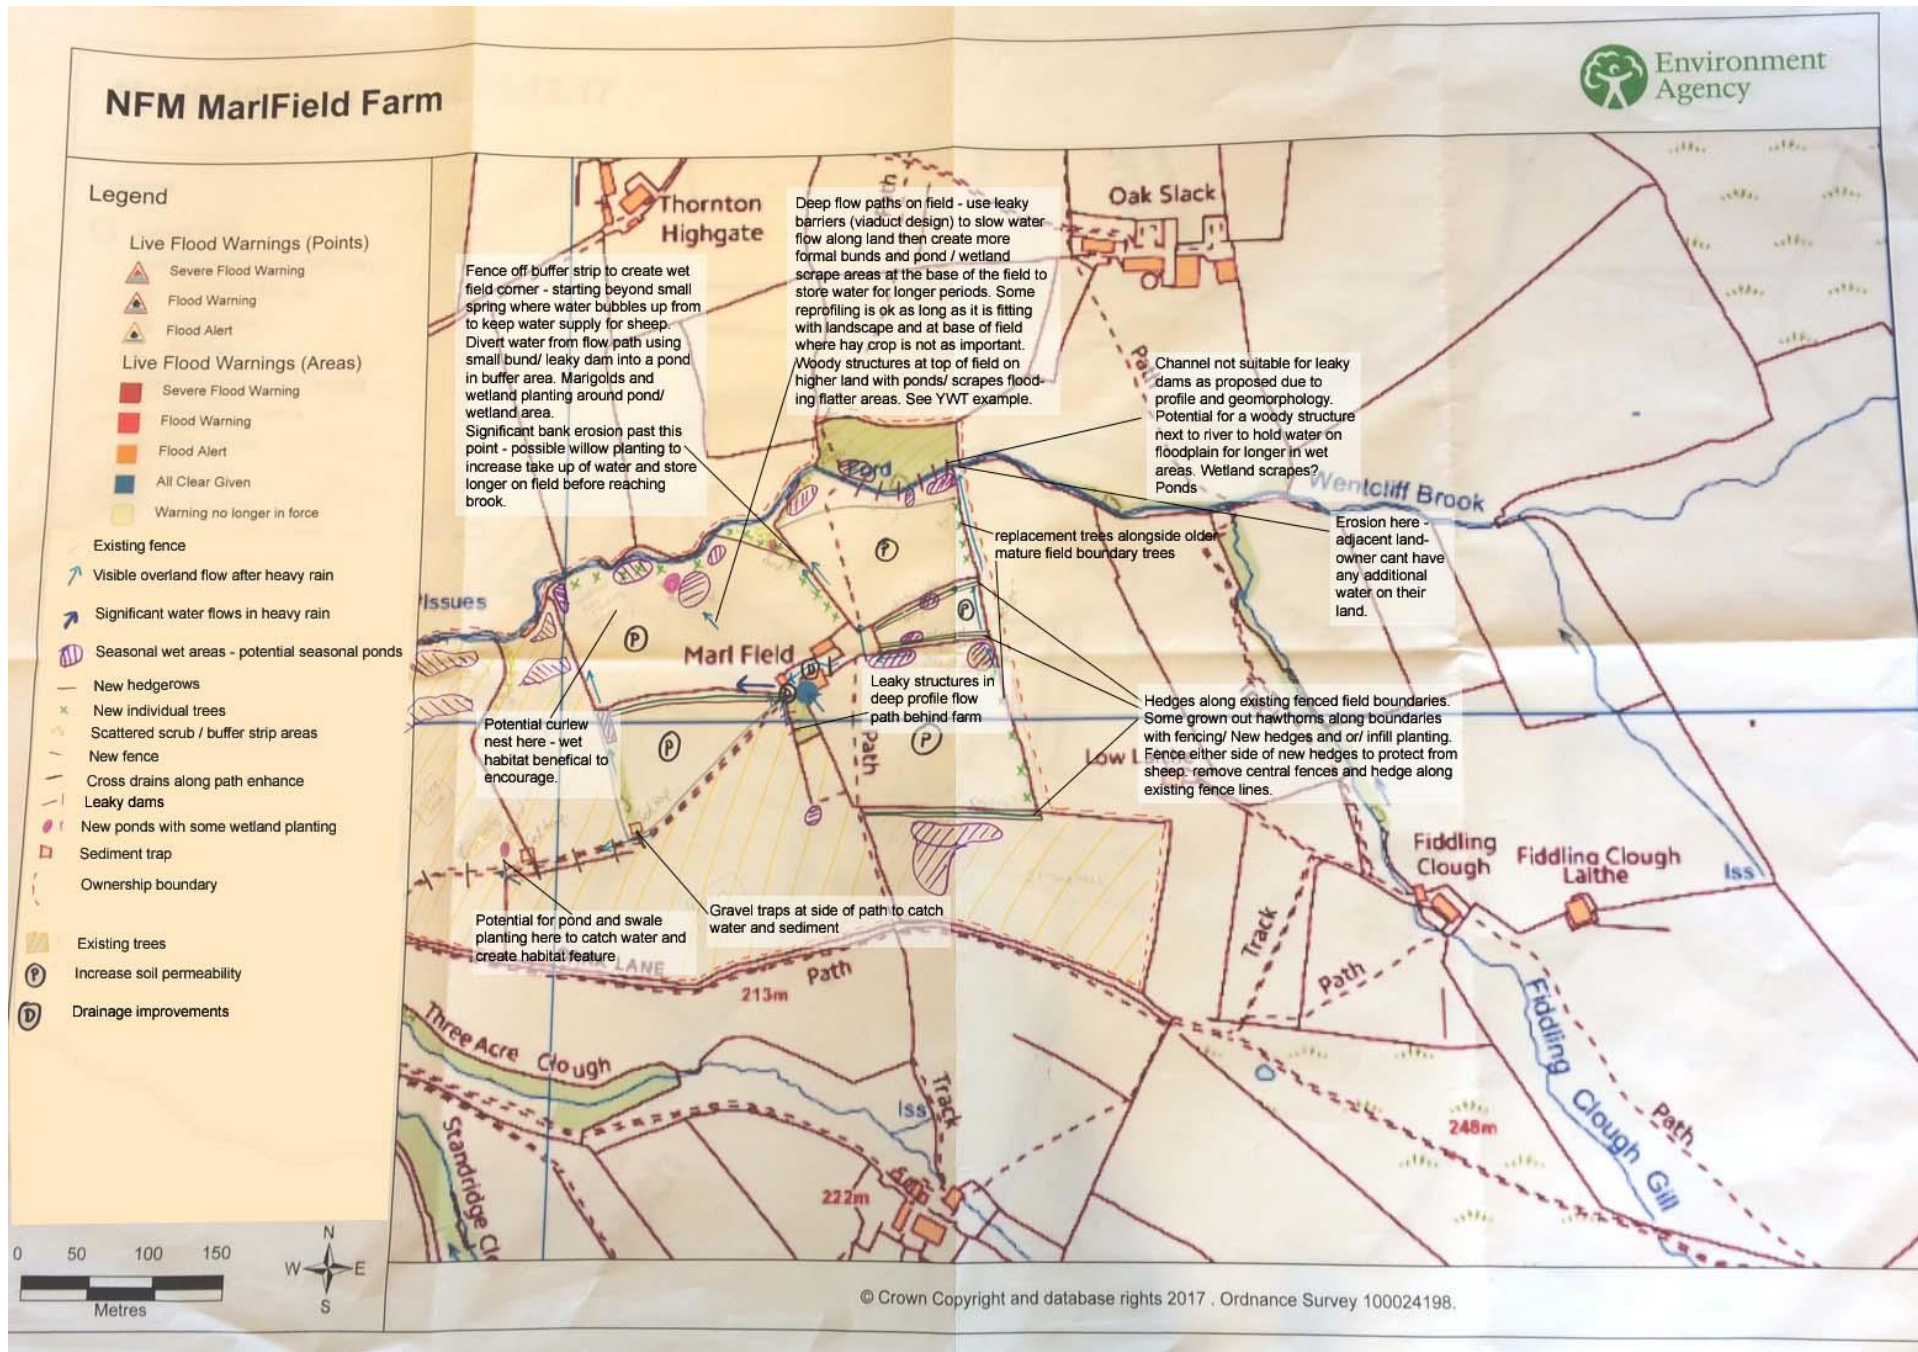 NFM MarlField Farm
Environment
Agency
Legend
Live Flood Warnings (Points)
Severe Flood Warning
Flood Warning
Flood Alert
Live Flood Warnings (Areas)
Severe Flood Warning
Flood Warning
Flood Alert
All Clear Given
Warning no longer in force
Existing fence
Visible overland flow after heavy rain
Significant water flows in heavy rain
Seasonal wet areas - potential seasonal ponds
New hedgerows
New individual trees
Scattered scrub / buffer strip areas
New fence
Cross drains along path enhance
Leaky dams
New ponds with some wetland planting
Sediment trap
Ownership boundary
Existing trees
P
Increase soil permeability
D
Drainage improvements
0 50 100 150
Metres
N
W E
S
Thornton
Highgate
Oak Slack
Fence off buffer strip to create wet
field corner - starting beyond small
spring where water bubbles up from
to keep water supply for sheep.
Divert water from flow path using
small bund/ leaky dam into a pond
in buffer area. Marigolds and
wetland planting around pond/
wetland area.
Significant bank erosion past this
point - possible willow planting to
increase take up of water and store
longer on field before reaching
brook.
Deep flow paths on field - use leaky
barriers (viaduct design) to slow water
flow along land then create more
formal bunds and pond / wetland
scrape areas at the base of the field to
store water for longer periods. Some
reprofiling is ok as long as it is fitting
with landscape and at base of field
where hay crop is not as important.
Woody structures at top of field on
higher land with ponds/ scrapes flood-
ing flatter areas. See YWT example.
Path
Channel not suitable for leaky
dams as proposed due to
profile and geomorphology.
Potential for a woody structure
next to river to hold water on
floodplain for longer in wet
areas. Wetland scrapes?
Ponds
Ford
Wentcliff Brook
Erosion here -
adjacent land-
owner cant have
any additional
water on their
land.
replacement trees alongside older
mature field boundary trees
Issues
P
P
P
Marl Field
D
D
Leaky structures in
deep profile flow
path behind farm
Potential curlew
nest here - wet
habitat benefical to
encourage.
P
P
Path
Hedges along existing fenced field boundaries.
Some grown out hawthorns along boundaries
with fencing/ New hedges and or/ infill planting.
Fence either side of new hedges to protect from
sheep. remove central fences and hedge along
existing fence lines.
Low
Fiddling
Clough
Fiddling Clough
Laithe
Iss
Potential for pond and swale
planting here to catch water and
create habitat feature
Gravel traps at side of path to catch
water and sediment
LANE
Path
213m
Track
Path
Three Acre Clough
Track
Iss
Fiddling Clough Gill
Path
248m
Standridge
222m
© Crown Copyright and database rights 2017 . Ordnance Survey 100024198.